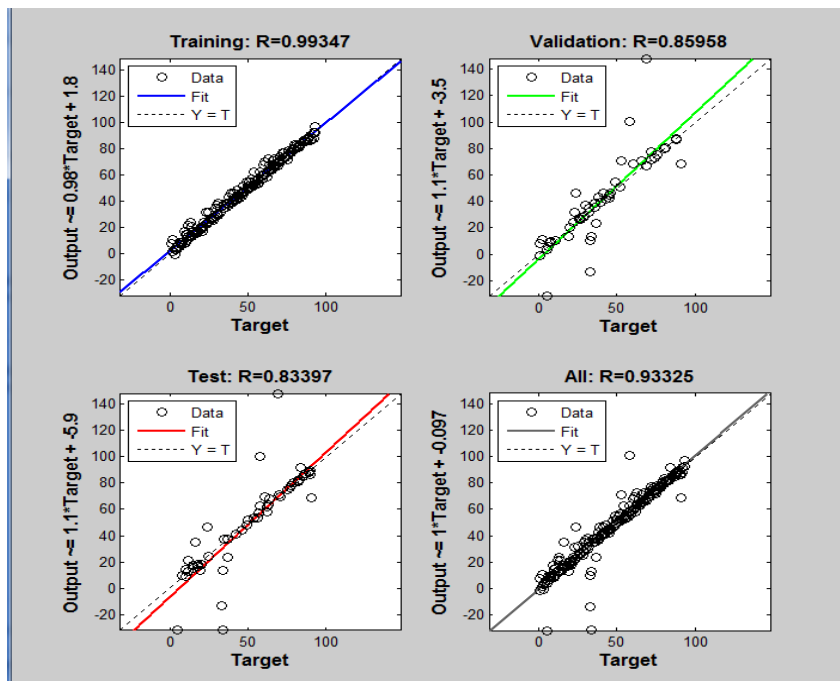 Training: R=0.99347
Output ~= 0.98*Target + 1.8
140
120
100
80
60
40
20
0
-20
Data
Fit
Y = T
0
50
100
Target
Validation: R=0.85958
Output ~= 1.1*Target + -3.5
140
120
100
80
60
40
20
0
-20
Data
Fit
Y = T
0
50
100
Target
Test: R=0.83397
Output ~= 1.1*Target + -5.9
140
120
100
80
60
40
20
0
-20
Data
Fit
Y = T
0
50
100
Target
All: R=0.93325
Output ~= 1*Target + -0.097
140
120
100
80
60
40
20
0
-20
Data
Fit
Y = T
0
50
100
Target